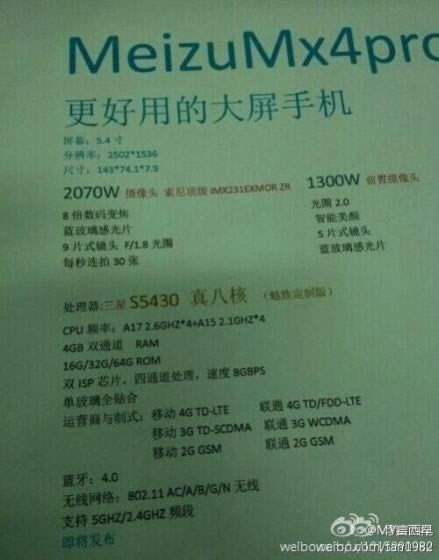 MeizuMx4pro
更好用的大屏手机
屏幕：5.4 寸
分辨率：2502*1536
尺寸：143*74.1*7.9
2070W 摄像头 索尼顶级 IMX231EXMOR ZR
8 倍数码变焦
蓝玻璃感光片
9 片式镜头 F/1.8 光圈
每秒连拍 30 张
1300W 前置摄像头
光圈 2.0
智能美颜
5 片式镜头
蓝玻璃感光片
处理器:三星 S5430 真八核 （魅族定制版）
CPU 频率：A17 2.6GHZ*4+A15 2.1GHZ*4
4GB 双通道 RAM
16G/32G/64G ROM
双 ISP 芯片，四通道处理，速度 8GBPS
单玻璃全贴合
运营商与制式：移动 4G TD-LTE 联通 4G TD/FDD-LTE
移动 3G TD-SCDMA 联通 3G WCDMA
移动 2G GSM 联通 2G GSM
蓝牙：4.0
无线网络：802.11 AC/A/B/G/N 无线
支持 5GHZ/2.4GHZ 频段
即将发布